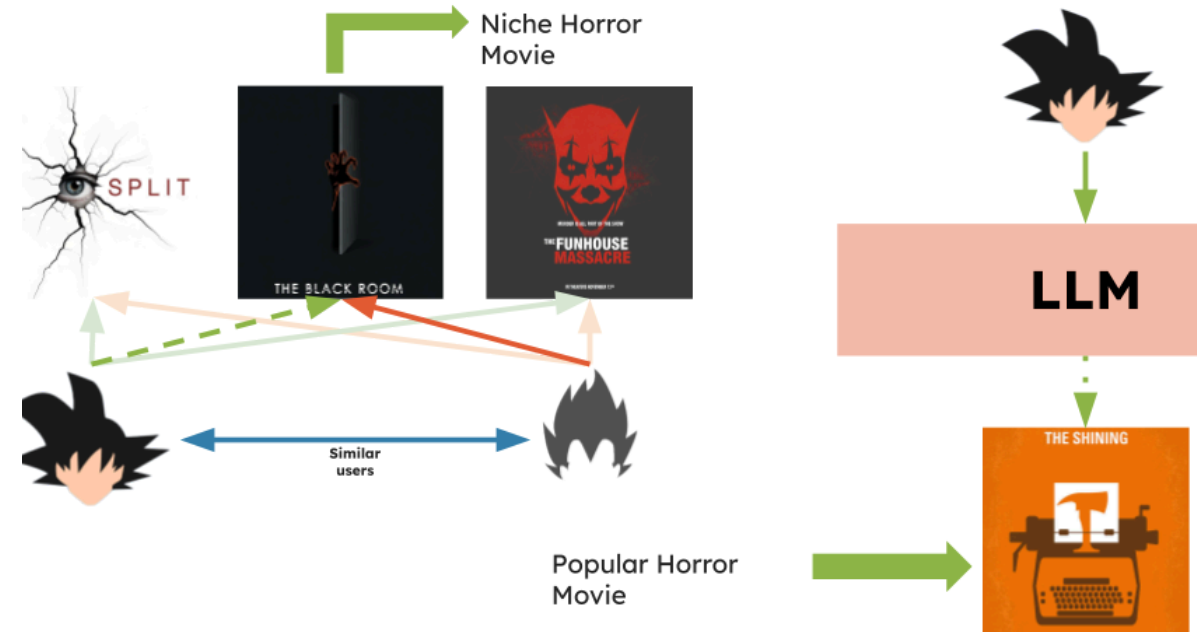 Niche Horror
Movie
SPLIT
THE BLACK ROOM
THE FUNHOUSE
MASSACRE
LLM
Similar
users
THE SHINING
Popular Horror
Movie